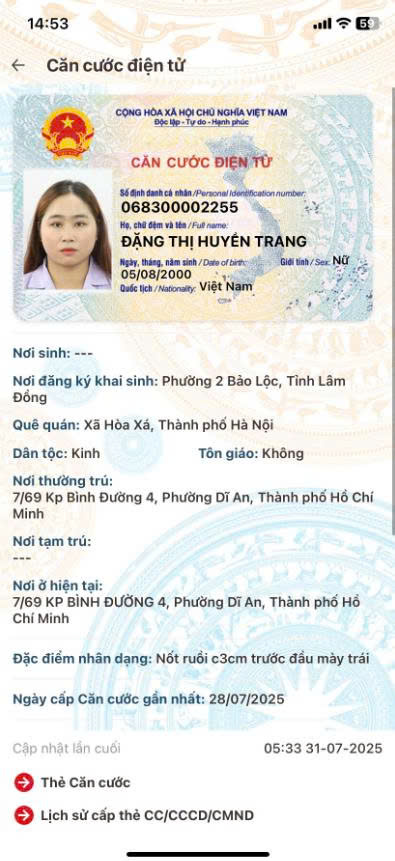 14:53
59
Căn cước điện tử
CỘNG HÒA XÃ HỘI CHỦ NGHĨA VIỆT NAM
Độc lập - Tự do - Hạnh phúc
CĂN CƯỚC ĐIỆN TỬ
Số định danh cá nhân / Personal Identification number:
068300002255
Họ, chữ đệm và tên / Full name:
ĐẶNG THỊ HUYỀN TRANG
Ngày, tháng, năm sinh / Date of birth: Giới tính / Sex: Nữ
05/08/2000
Quốc tịch / Nationality: Việt Nam
Nơi sinh: ---
Nơi đăng ký khai sinh: Phường 2 Bảo Lộc, Tỉnh Lâm
Đồng
Quê quán: Xã Hòa Xá, Thành phố Hà Nội
Dân tộc: Kinh Tôn giáo: Không
Nơi thường trú:
7/69 Kp Bình Đường 4, Phường Dĩ An, Thành phố Hồ Chí
Minh
Nơi tạm trú:
---
Nơi ở hiện tại:
7/69 KP BÌNH ĐƯỜNG 4, Phường Dĩ An, Thành phố Hồ
Chí Minh
Đặc điểm nhân dạng: Nốt ruồi c3cm trước đầu mày trái
Ngày cấp Căn cước gần nhất: 28/07/2025
Cập nhật lần cuối 05:33 31-07-2025
Thẻ Căn cước
Lịch sử cấp thẻ CC/CCCD/CMND